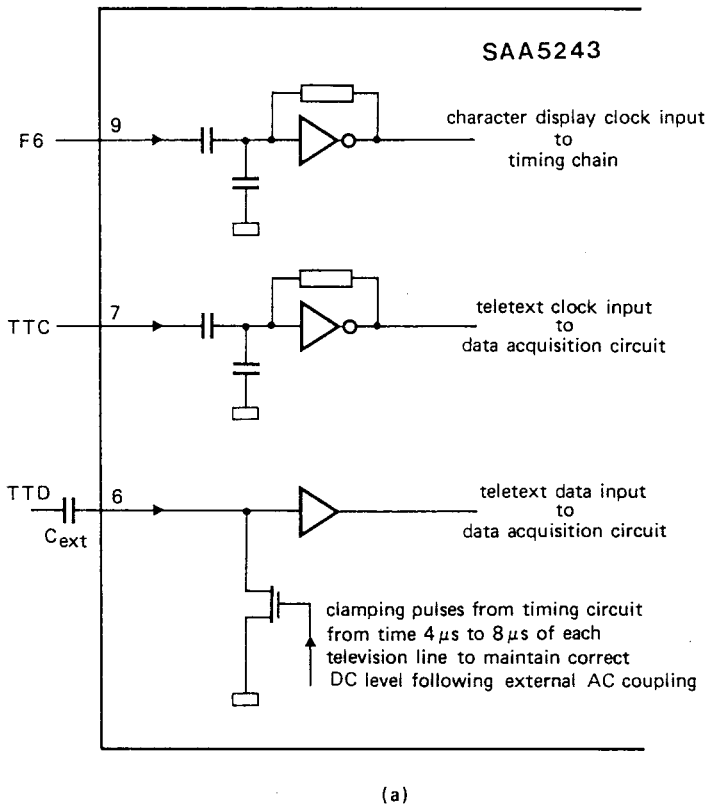 SAA5243
F6
9
character display clock input
to
timing chain
TTC
7
teletext clock input
to
data acquisition circuit
TTD
6
Cext
teletext data input
to
data acquisition circuit
clamping pulses from timing circuit
from time 4 µs to 8 µs of each
television line to maintain correct
DC level following external AC coupling
(a)